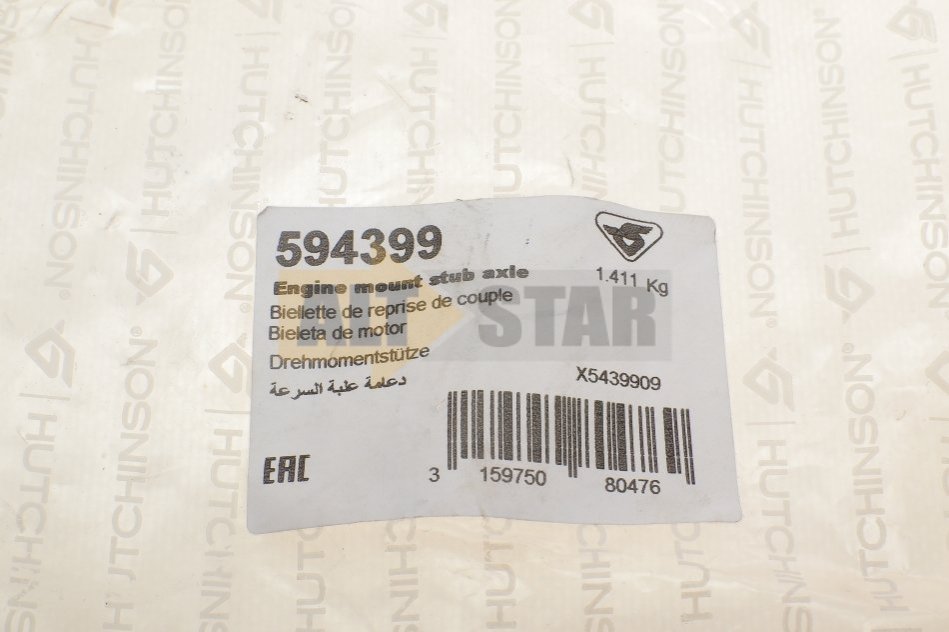 594399
1.411 Kg
Engine mount stub axle
Biellette de reprise de couple
Bieleta de motor
Drehmomentstütze
دعامة علبة السرعة
X5439909
EAC
3 159750 80476
ALT STAR
HUTCHINSON